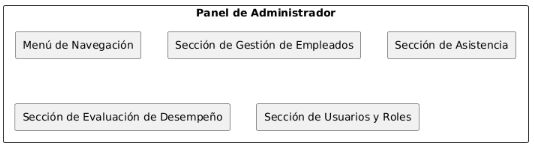 Panel de Administrador
Menú de Navegación
Sección de Gestión de Empleados
Sección de Asistencia
Sección de Evaluación de Desempeño
Sección de Usuarios y Roles